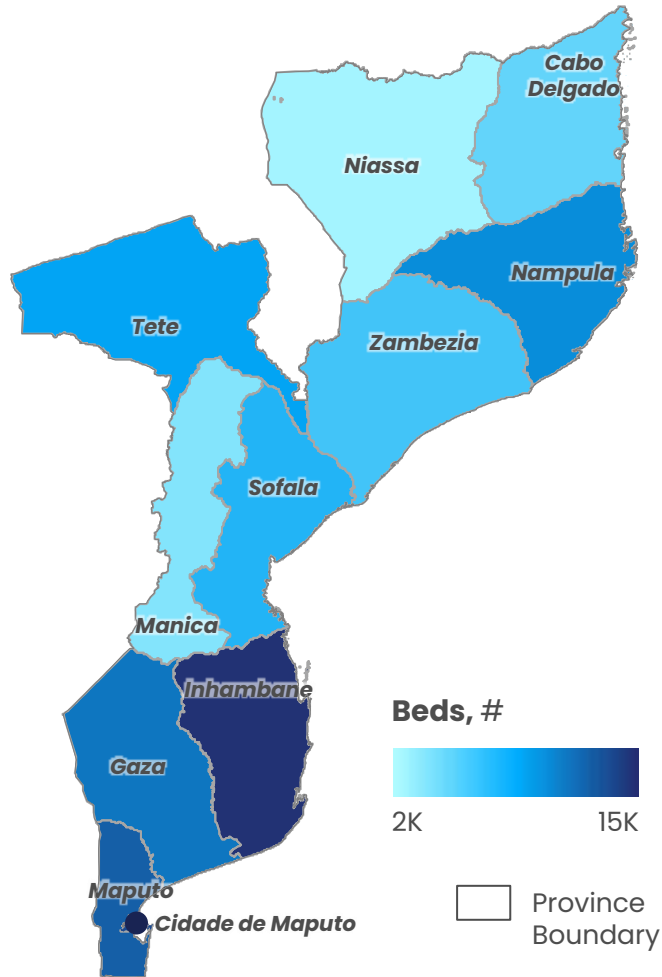 Cabo
Delgado
Niassa
Nampula
Tete
Zambezia
Sofala
Manica
Inhambane
Beds, #
Gaza
2K 15K
Maputo
Cidade de Maputo
Province
Boundary